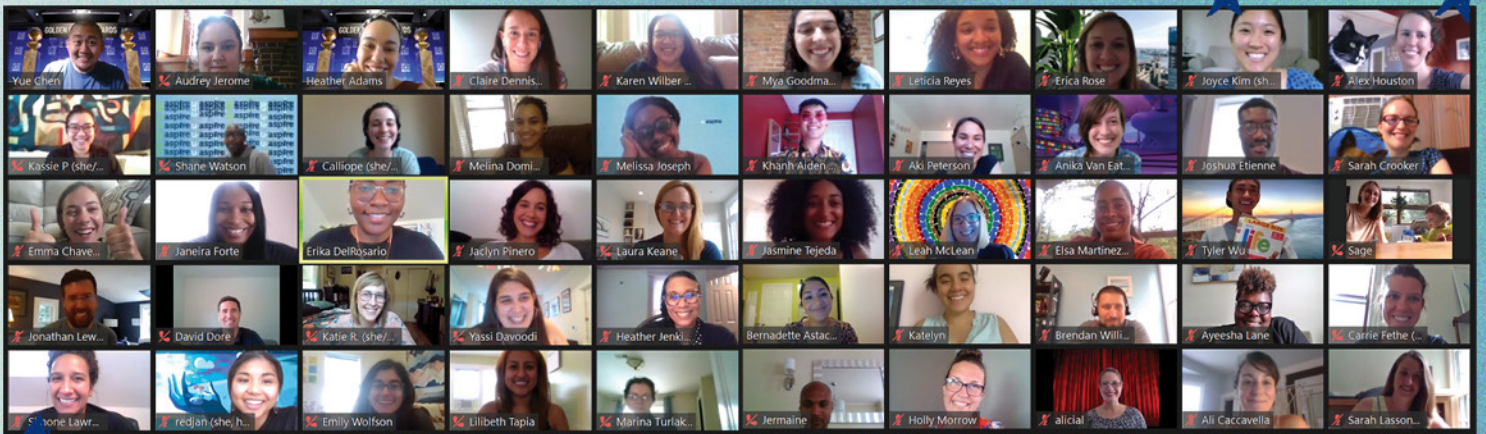 GOLDEN
Yue Chen
Audrey Jerome
GOLDEN
Heather Adams
Claire Dennis...
Karen Wilber ...
Mya Goodma...
Leticia Reyes
Erica Rose
Joyce Kim (sh...
Alex Houston
Kassie P (she/...
aspire
Shane Watson
Calliope (she/...
Melina Domi...
Melissa Joseph
Khanh Aiden ...
Aki Peterson
Anika Van Eat...
Joshua Etienne
Sarah Crooker
Emma Chave...
Janeira Forte
Erika DelRosario
Jaclyn Pinero
Laura Keane
Jasmine Tejeda
Leah McLean
Elsa Martinez...
Tyler Wu
Sage
Jonathan Lew...
David Dore
Katie R. (she/...
Yassi Davoodi
Heather Jenki...
Bernadette Astac...
Katelyn
Brendan Willi...
Ayeesha Lane
Carrie Fethe (...
Simone Lawr...
redjan (she, h...
Emily Wolfson
Lilibeth Tapia
Marina Turlak...
Jermaine
Holly Morrow
alicial
Ali Caccavella
Sarah Lasson...